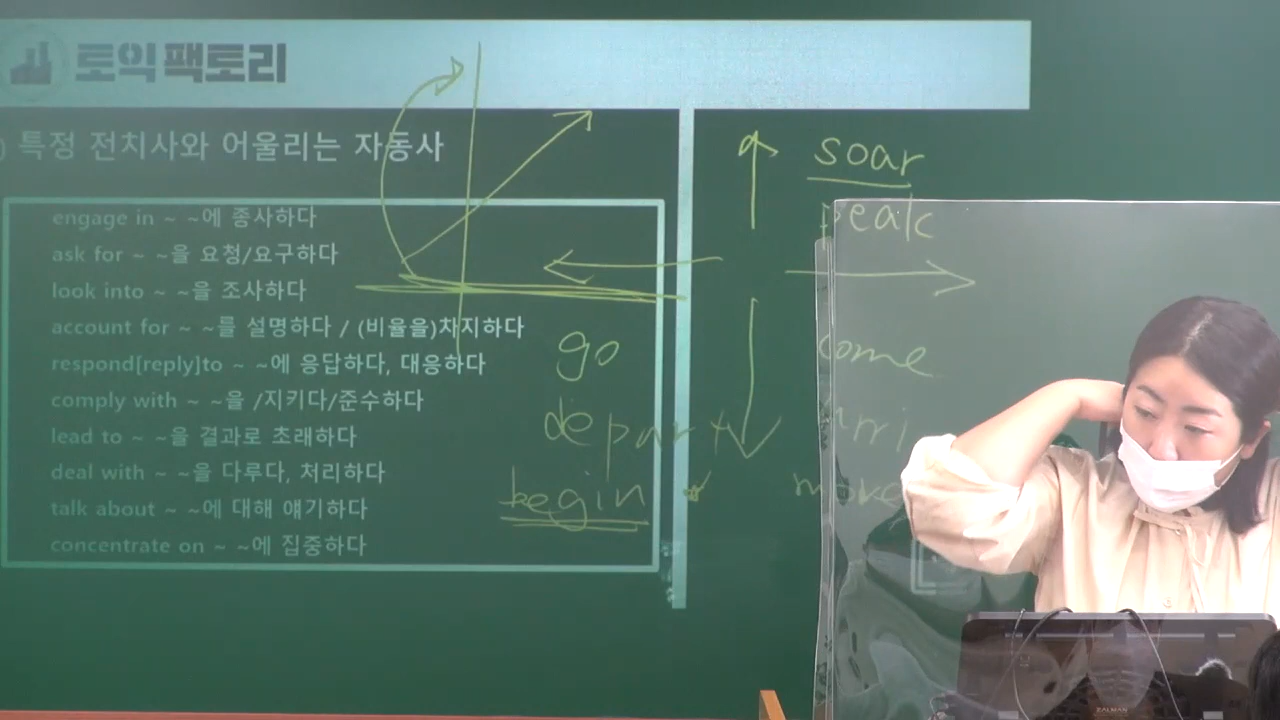 토익팩토리
) 특정 전치사와 어울리는 자동사
engage in ~ ~에 종사하다
ask for ~ ~을 요청/요구하다
look into ~ ~을 조사하다
account for ~ ~를 설명하다 / (비율을)차지하다
respond[reply]to ~ ~에 응답하다, 대응하다
comply with ~ ~을 /지키다/준수하다
lead to ~ ~을 결과로 초래하다
deal with ~ ~을 다루다, 처리하다
talk about ~ ~에 대해 얘기하다
concentrate on ~ ~에 집중하다
soar
peak
go
come
depart
arri
begin
move